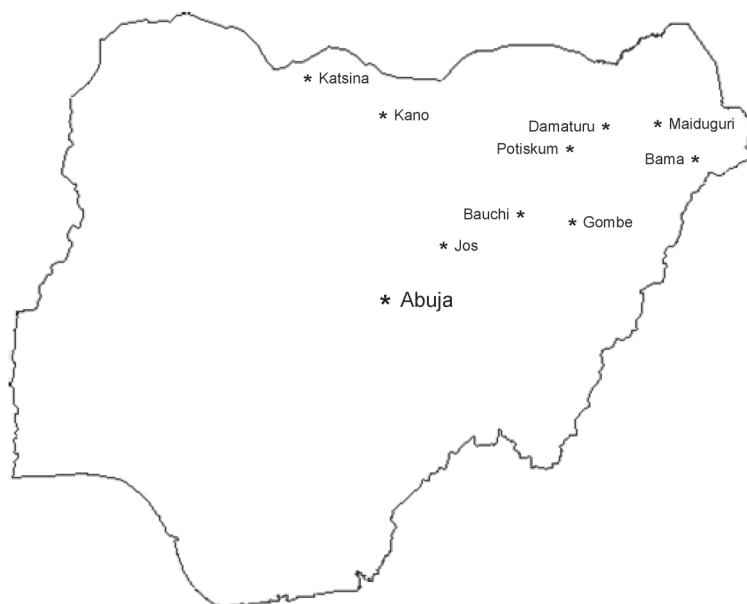 Katsina
Kano
Damaturu
Maiduguri
Potiskum
Bama
Bauchi
Gombe
Jos
Abuja